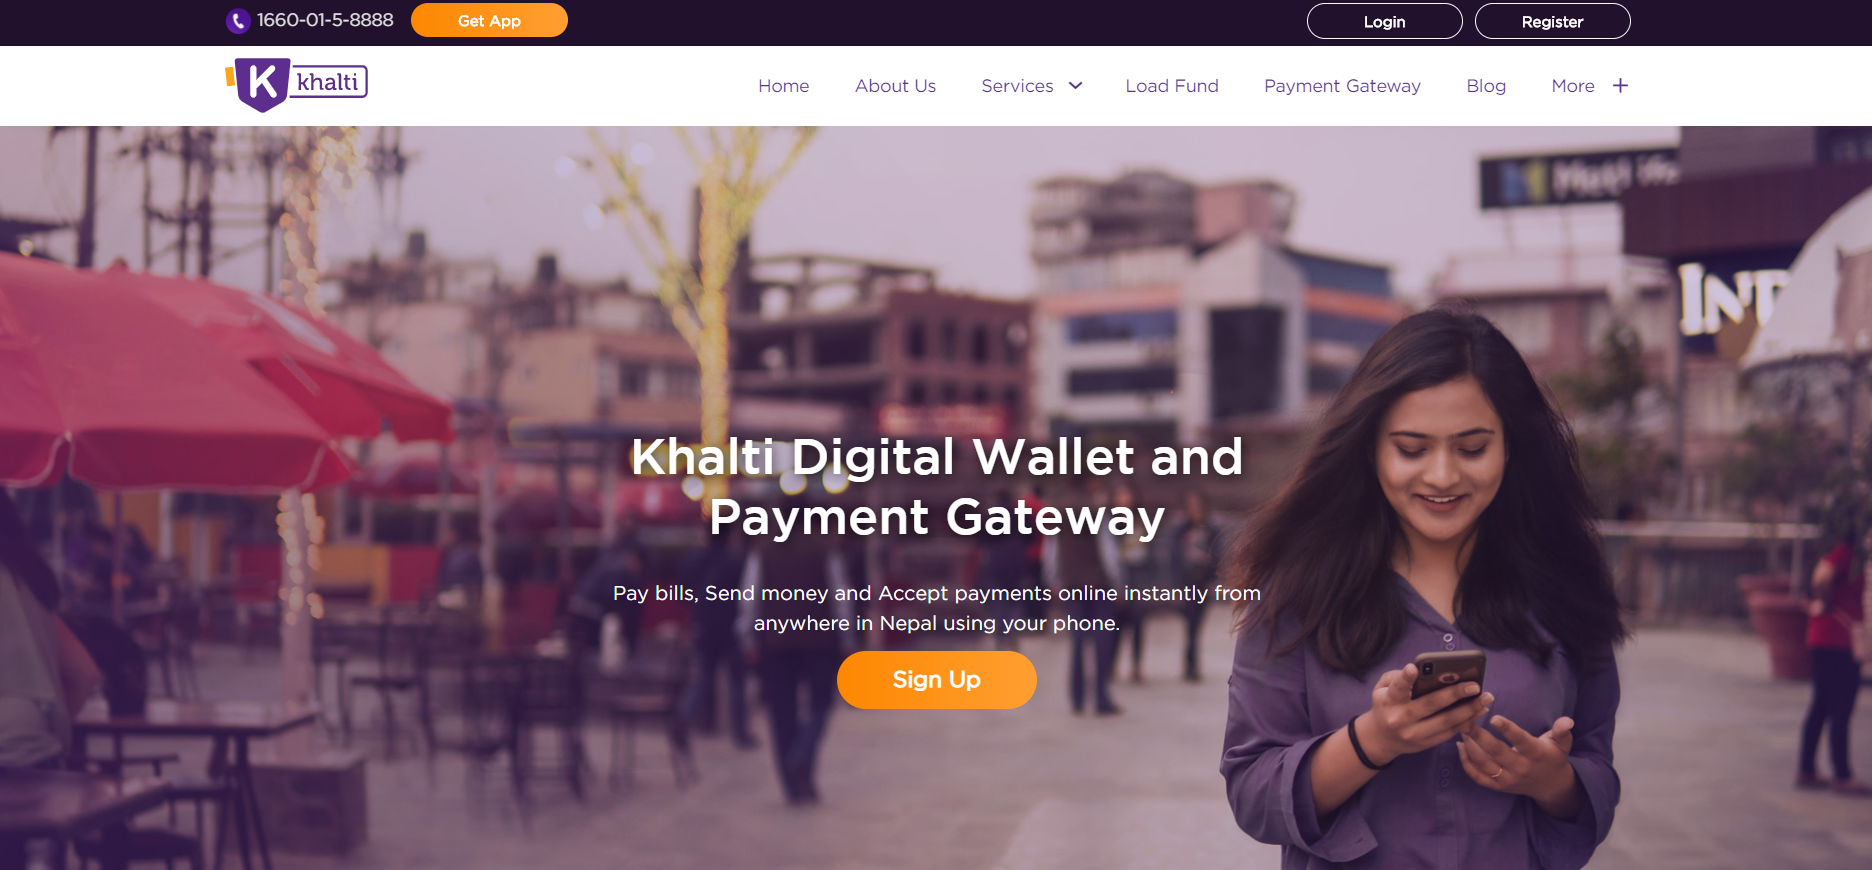 1660-01-5-8888 Get App Login Register
K khalti Home About Us Services Load Fund Payment Gateway Blog More +
INT
Khalti Digital Wallet and
Payment Gateway
Pay bills, Send money and Accept payments online instantly from
anywhere in Nepal using your phone.
Sign Up